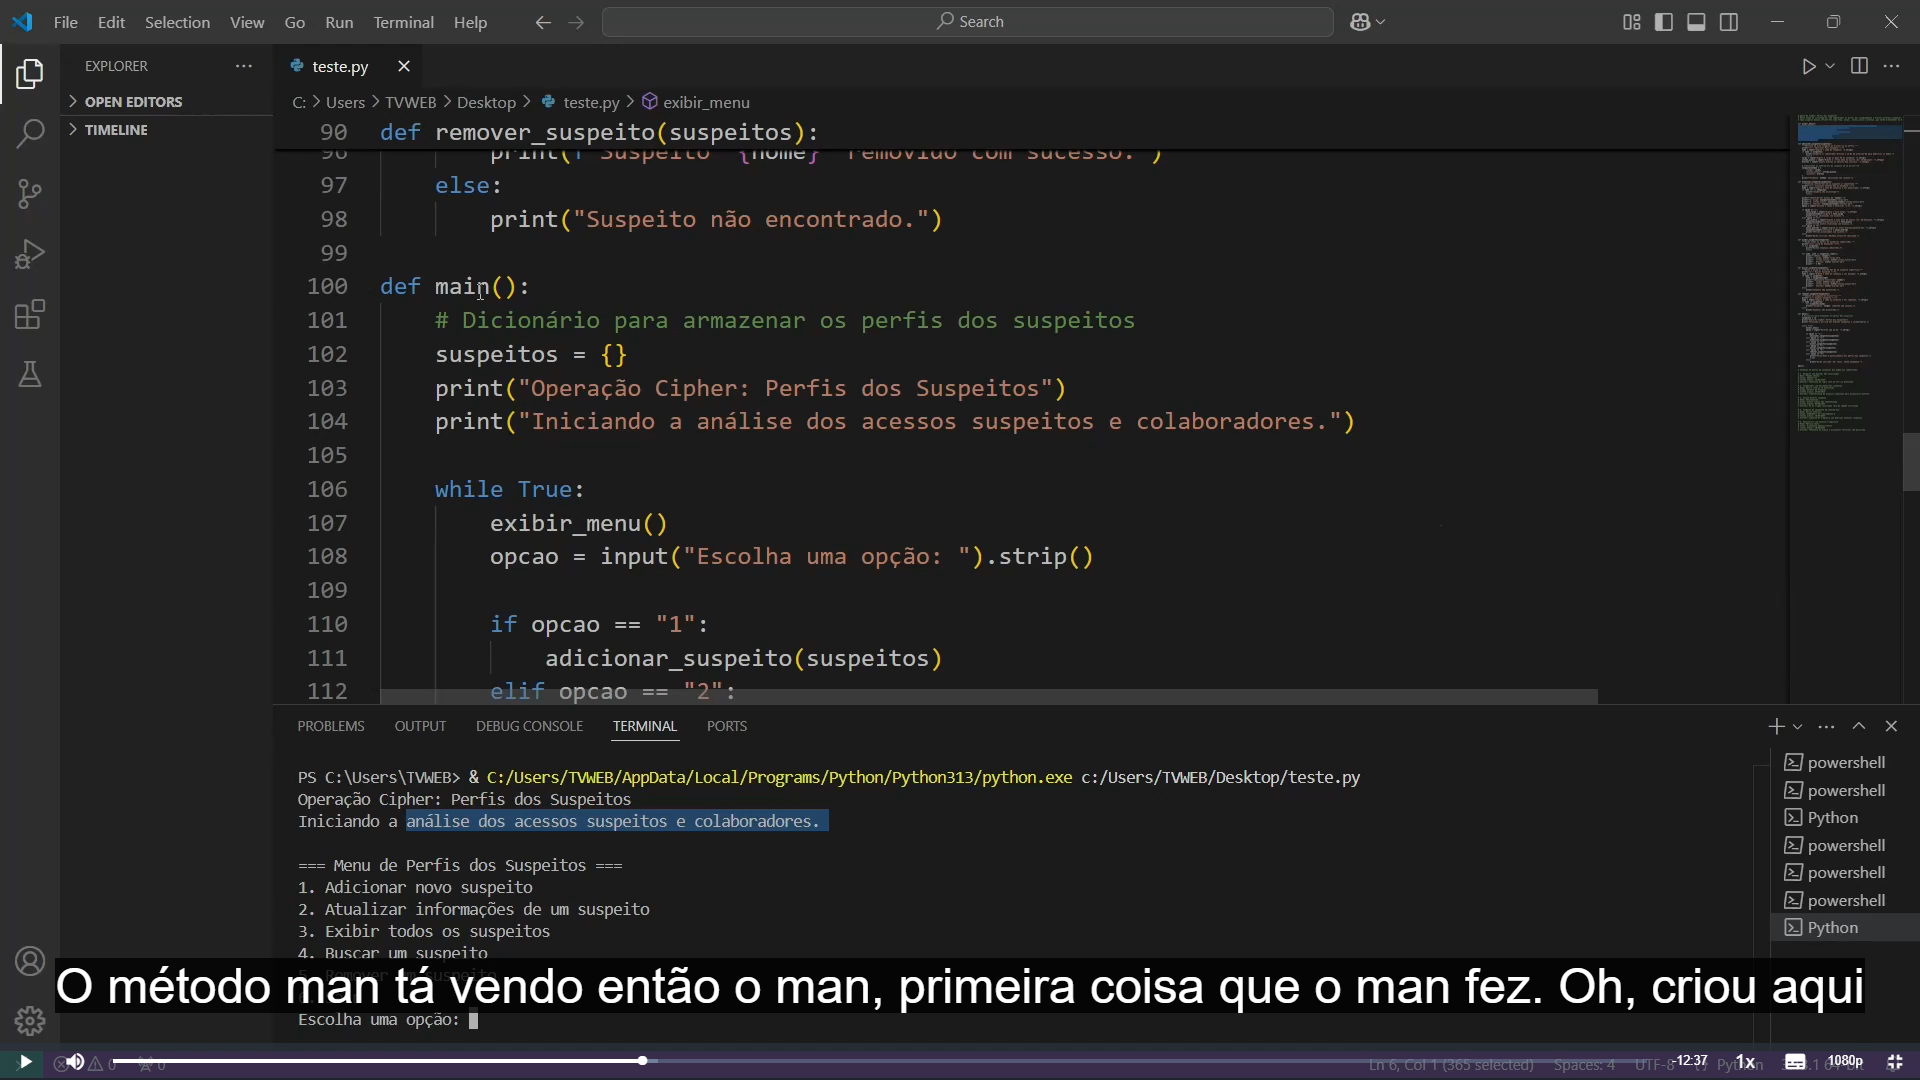 File Edit Selection View Go Run Terminal Help
Search
EXPLORER
OPEN EDITORS
TIMELINE
teste.py
C: > Users > TVWEB > Desktop > teste.py > exibir_menu
90 def remover_suspeito(suspeitos):
96 print(f"Suspeito '{nome}' removido com sucesso.")
97 else:
98 print("Suspeito não encontrado.")
99
100 def main():
101 # Dicionário para armazenar os perfis dos suspeitos
102 suspeitos = {}
103 print("Operação Cipher: Perfis dos Suspeitos")
104 print("Iniciando a análise dos acessos suspeitos e colaboradores.")
105
106 while True:
107 exibir_menu()
108 opcao = input("Escolha uma opção: ").strip()
109
110 if opcao == "1":
111 adicionar_suspeito(suspeitos)
112 elif opcao == "2":
PROBLEMS OUTPUT DEBUG CONSOLE TERMINAL PORTS
PS C:\Users\TVWEB> & C:/Users/TVWEB/AppData/Local/Programs/Python/Python313/python.exe c:/Users/TVWEB/Desktop/teste.py
Operação Cipher: Perfis dos Suspeitos
Iniciando a análise dos acessos suspeitos e colaboradores.
=== Menu de Perfis dos Suspeitos ===
1. Adicionar novo suspeito
2. Atualizar informações de um suspeito
3. Exibir todos os suspeitos
4. Buscar um suspeito
Escolha uma opção:
powershell
powershell
Python
powershell
powershell
powershell
Python
O método man tá vendo então o man, primeira coisa que o man fez. Oh, criou aqui
Ln 6, Col 1 (365 selected) Spaces: 4 UTF-8
-12:37 1x 1080p